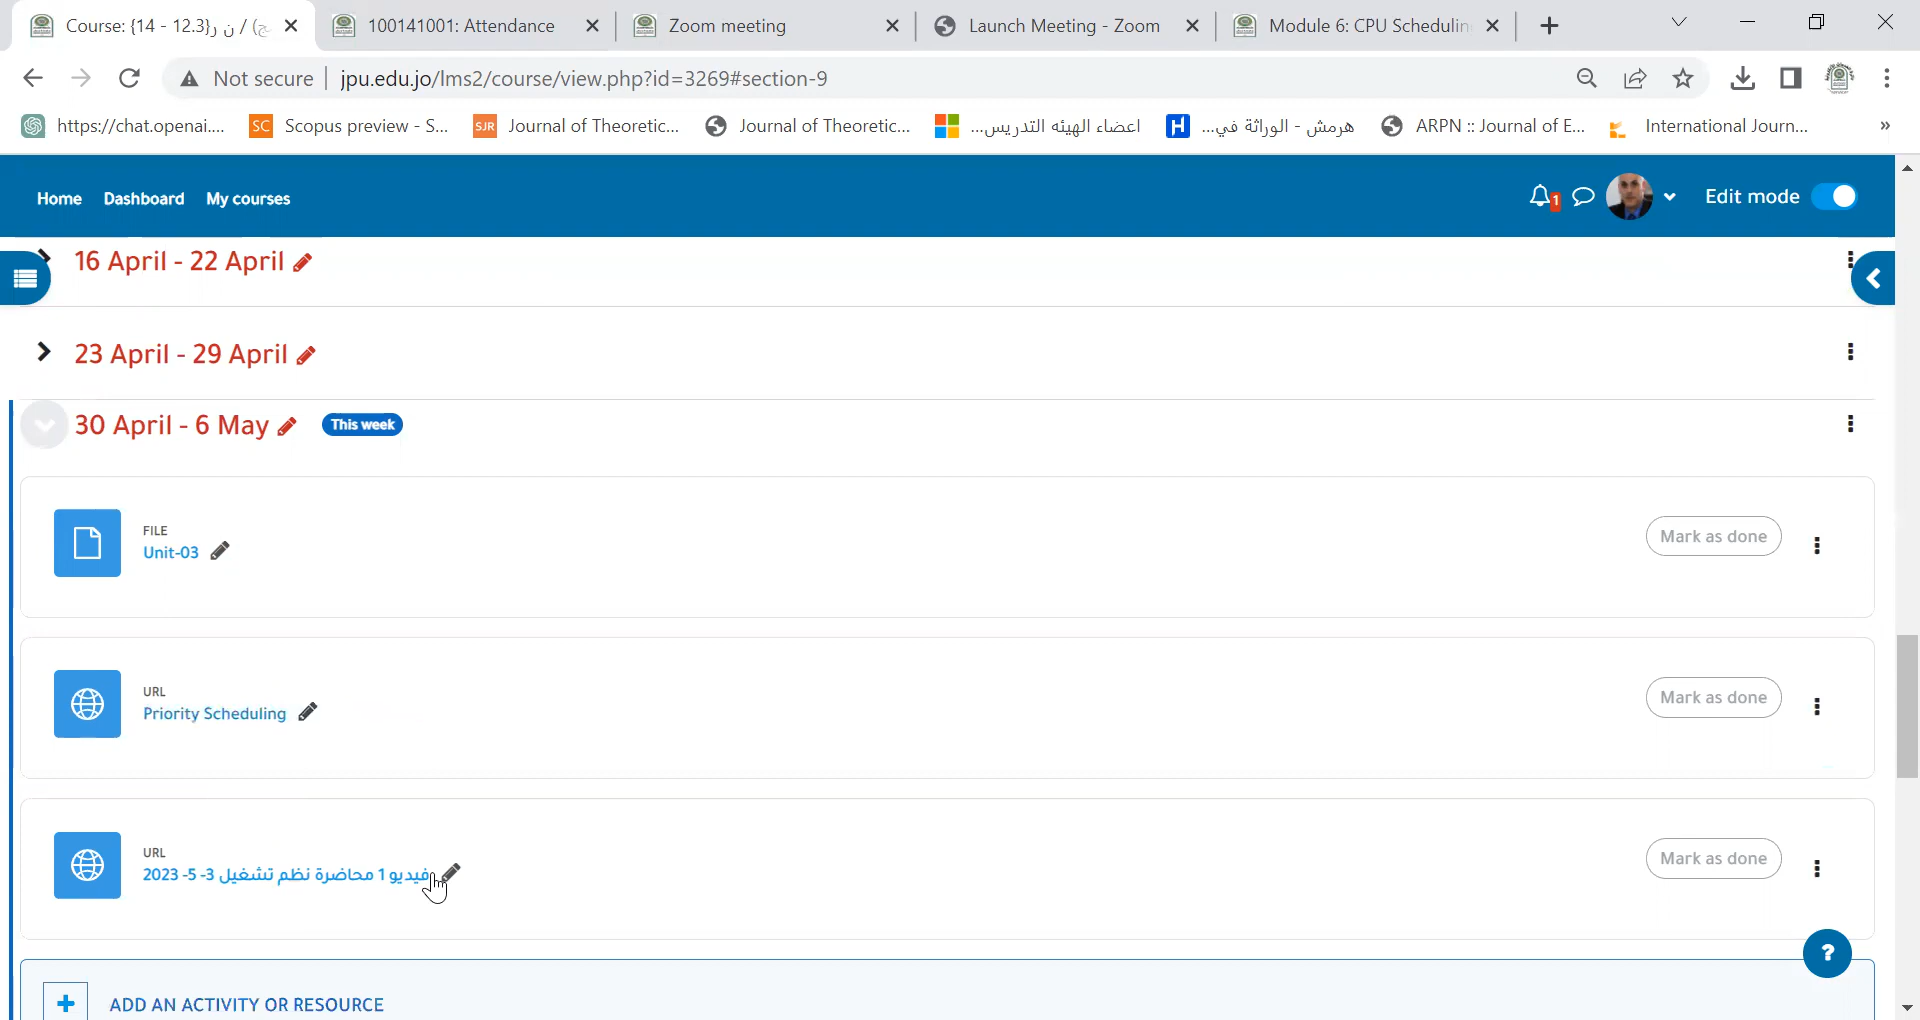 Course: {14 - 12.3}ن ر / (ج
100141001: Attendance
Zoom meeting
Launch Meeting - Zoom
Module 6: CPU Schedulin
Not secure
jpu.edu.jo/lms2/course/view.php?id=3269#section-9
https://chat.openai....
SC
Scopus preview - S...
SJR
Journal of Theoretic...
Journal of Theoretic...
اعضاء الهيئه التدريس...
H
هرمش - الوراثة في...
ARPN :: Journal of E...
International Journ...
»
Home
Dashboard
My courses
1
Edit mode
16 April - 22 April
23 April - 29 April
30 April - 6 May
This week
FILE
Unit-03
Mark as done
URL
Priority Scheduling
Mark as done
URL
فيديو 1 محاضرة نظم تشغيل 3- 5- 2023
Mark as done
?
+
ADD AN ACTIVITY OR RESOURCE